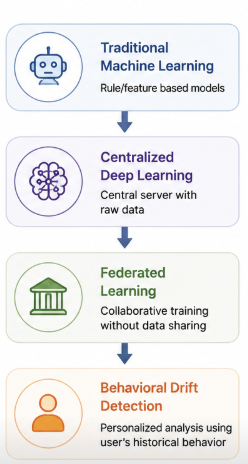 Traditional
Machine Learning
Rule/feature based models
Centralized
Deep Learning
Central server with
raw data
Federated
Learning
Collaborative training
without data sharing
Behavioral Drift
Detection
Personalized analysis using
user's historical behavior